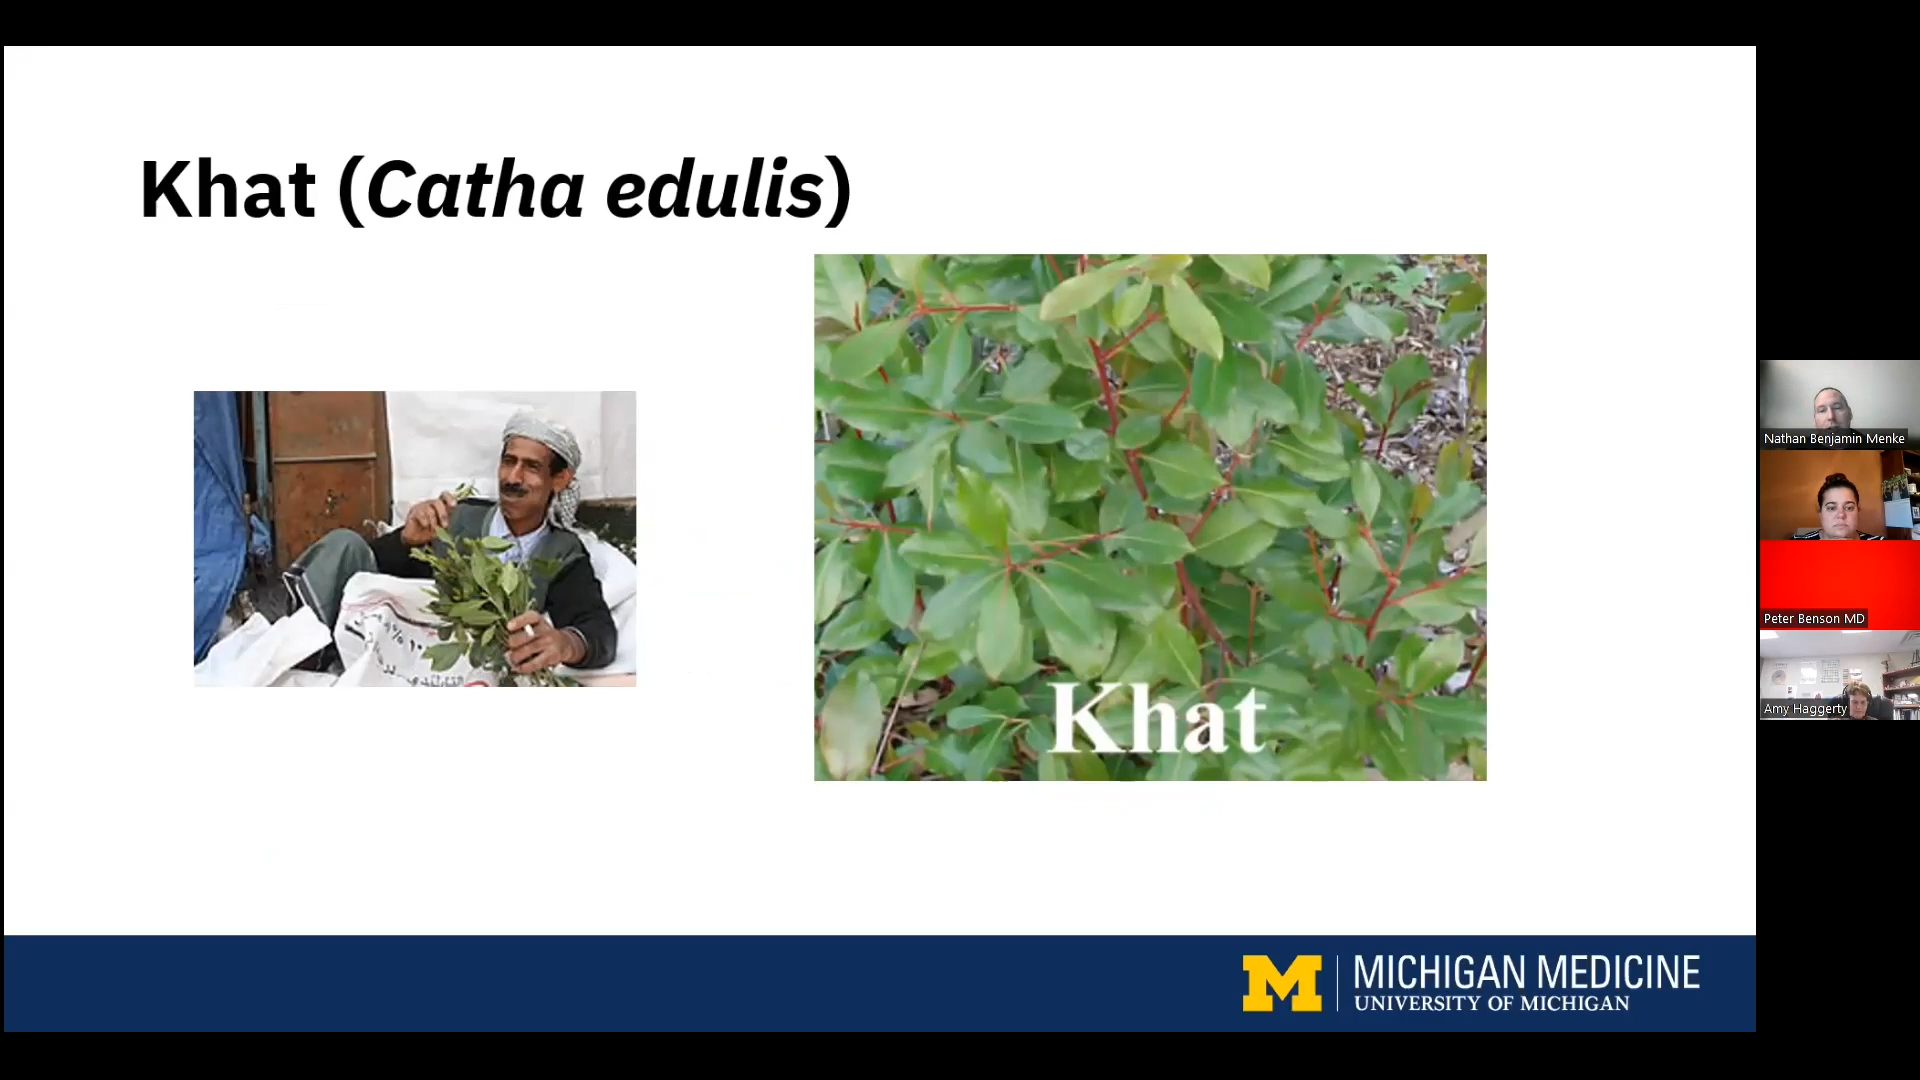 Khat (Catha edulis)
Khat
MICHIGAN MEDICINE
UNIVERSITY OF MICHIGAN
Nathan Benjamin Menke
Peter Benson MD
Amy Haggerty